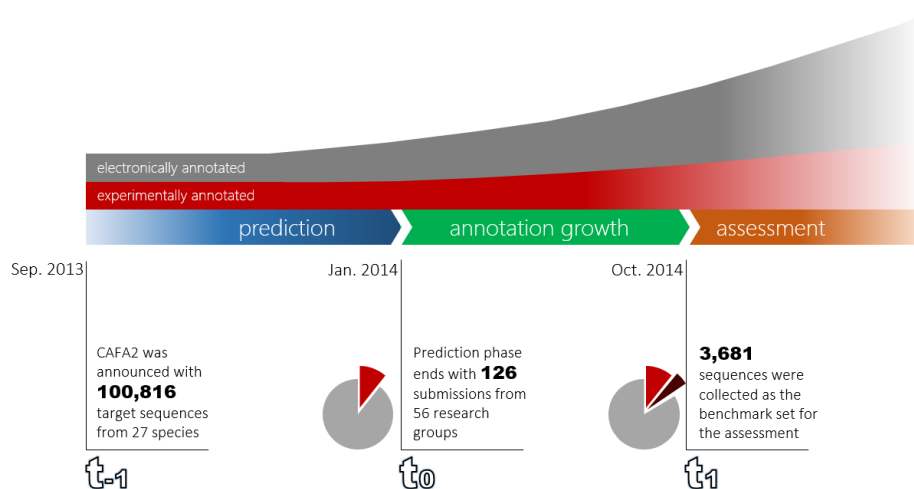 electronically annotated
experimentally annotated
prediction
annotation growth
assessment
Sep. 2013
Jan. 2014
Oct. 2014
CAFA2 was
announced with
100,816
target sequences
from 27 species
t-1
Prediction phase
ends with 126
submissions from
56 research
groups
t0
3,681
sequences were
collected as the
benchmark set for
the assessment
t1